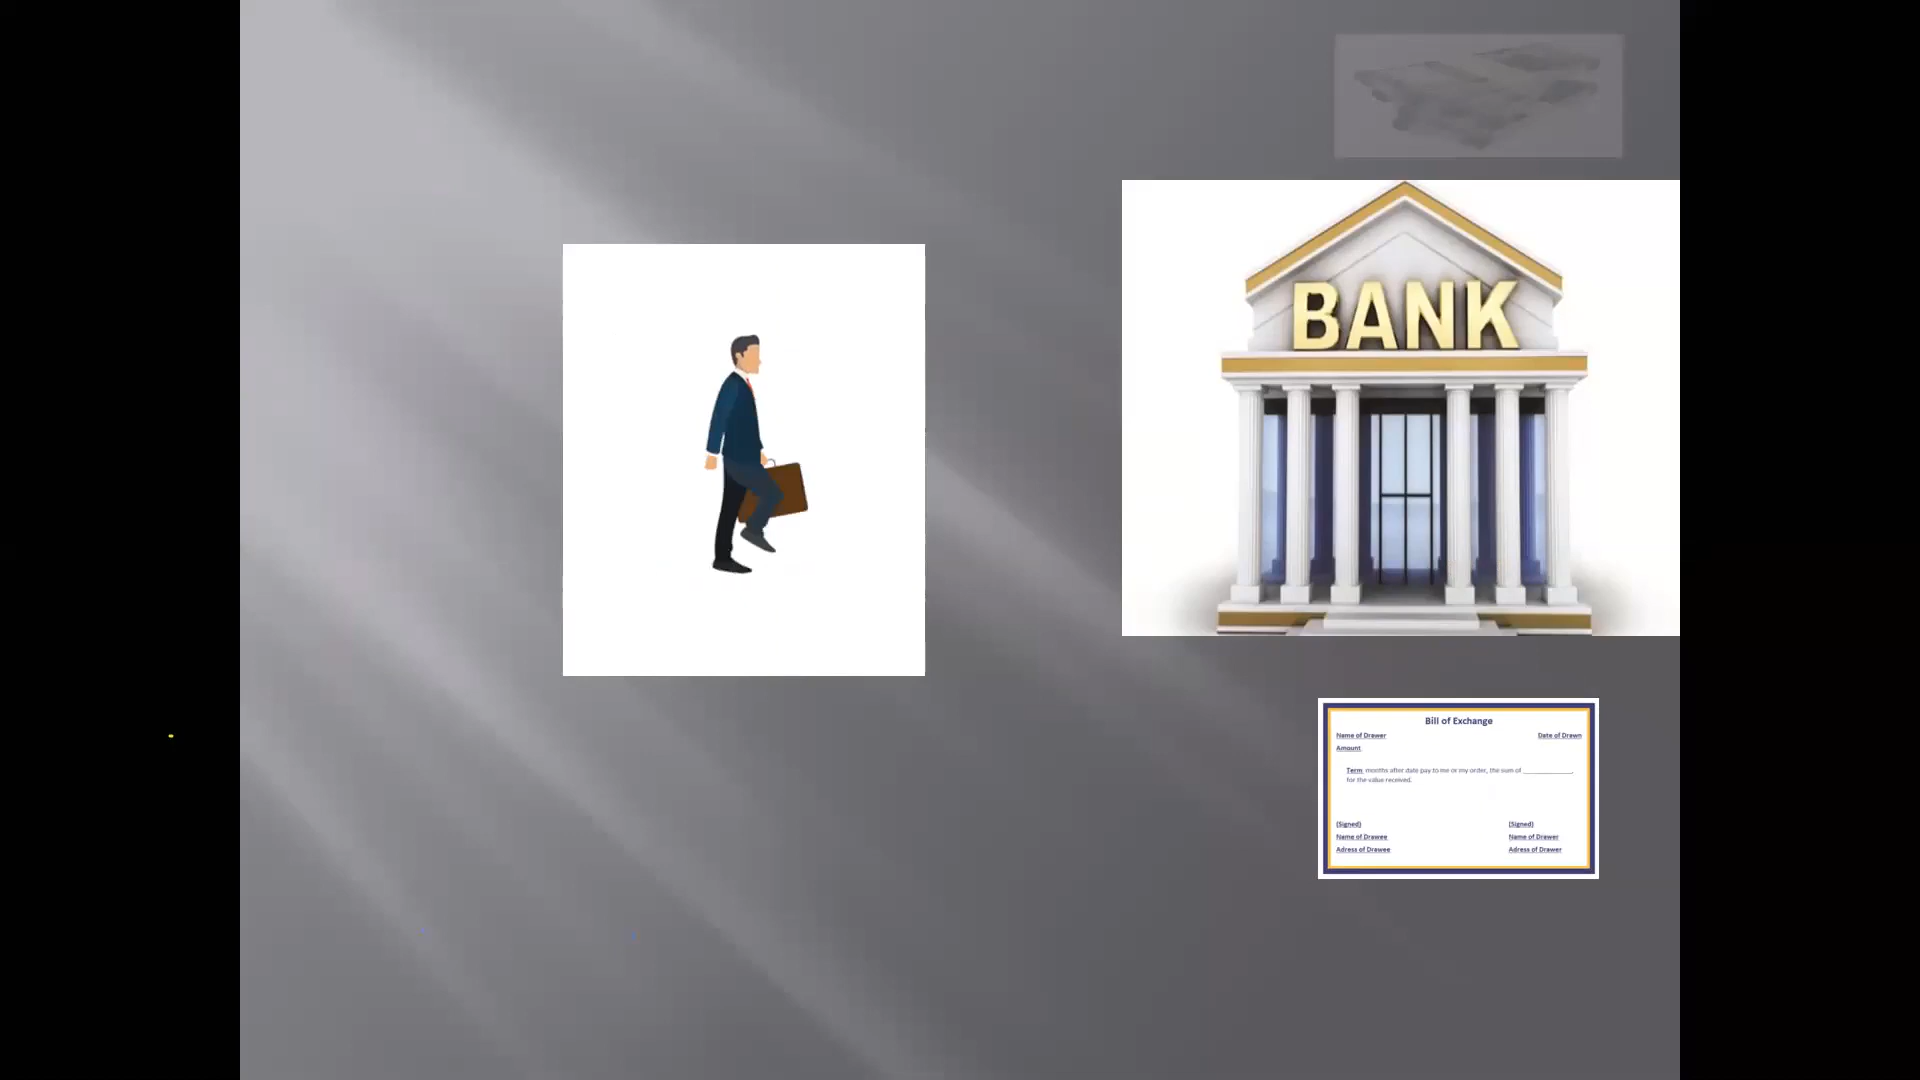 BANK
Bill of Exchange
Name of Drawer Date of Drawn
Amount
Term months after date pay to me or my order, the sum of ______________,
for the value received.
(Signed) (Signed)
Name of Drawee Name of Drawer
Adress of Drawee Adress of Drawer